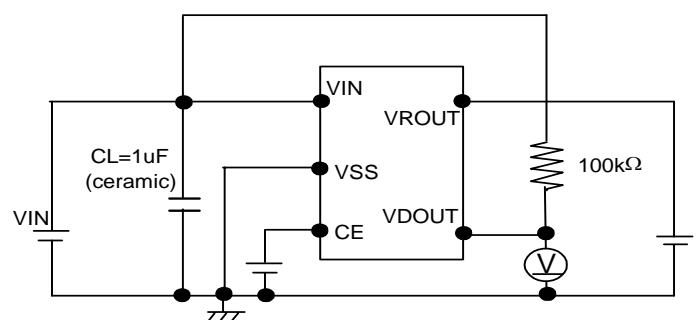 VIN
VROUT
CL=1uF
(ceramic)
VSS
100kΩ
VIN
VDOUT
CE
V